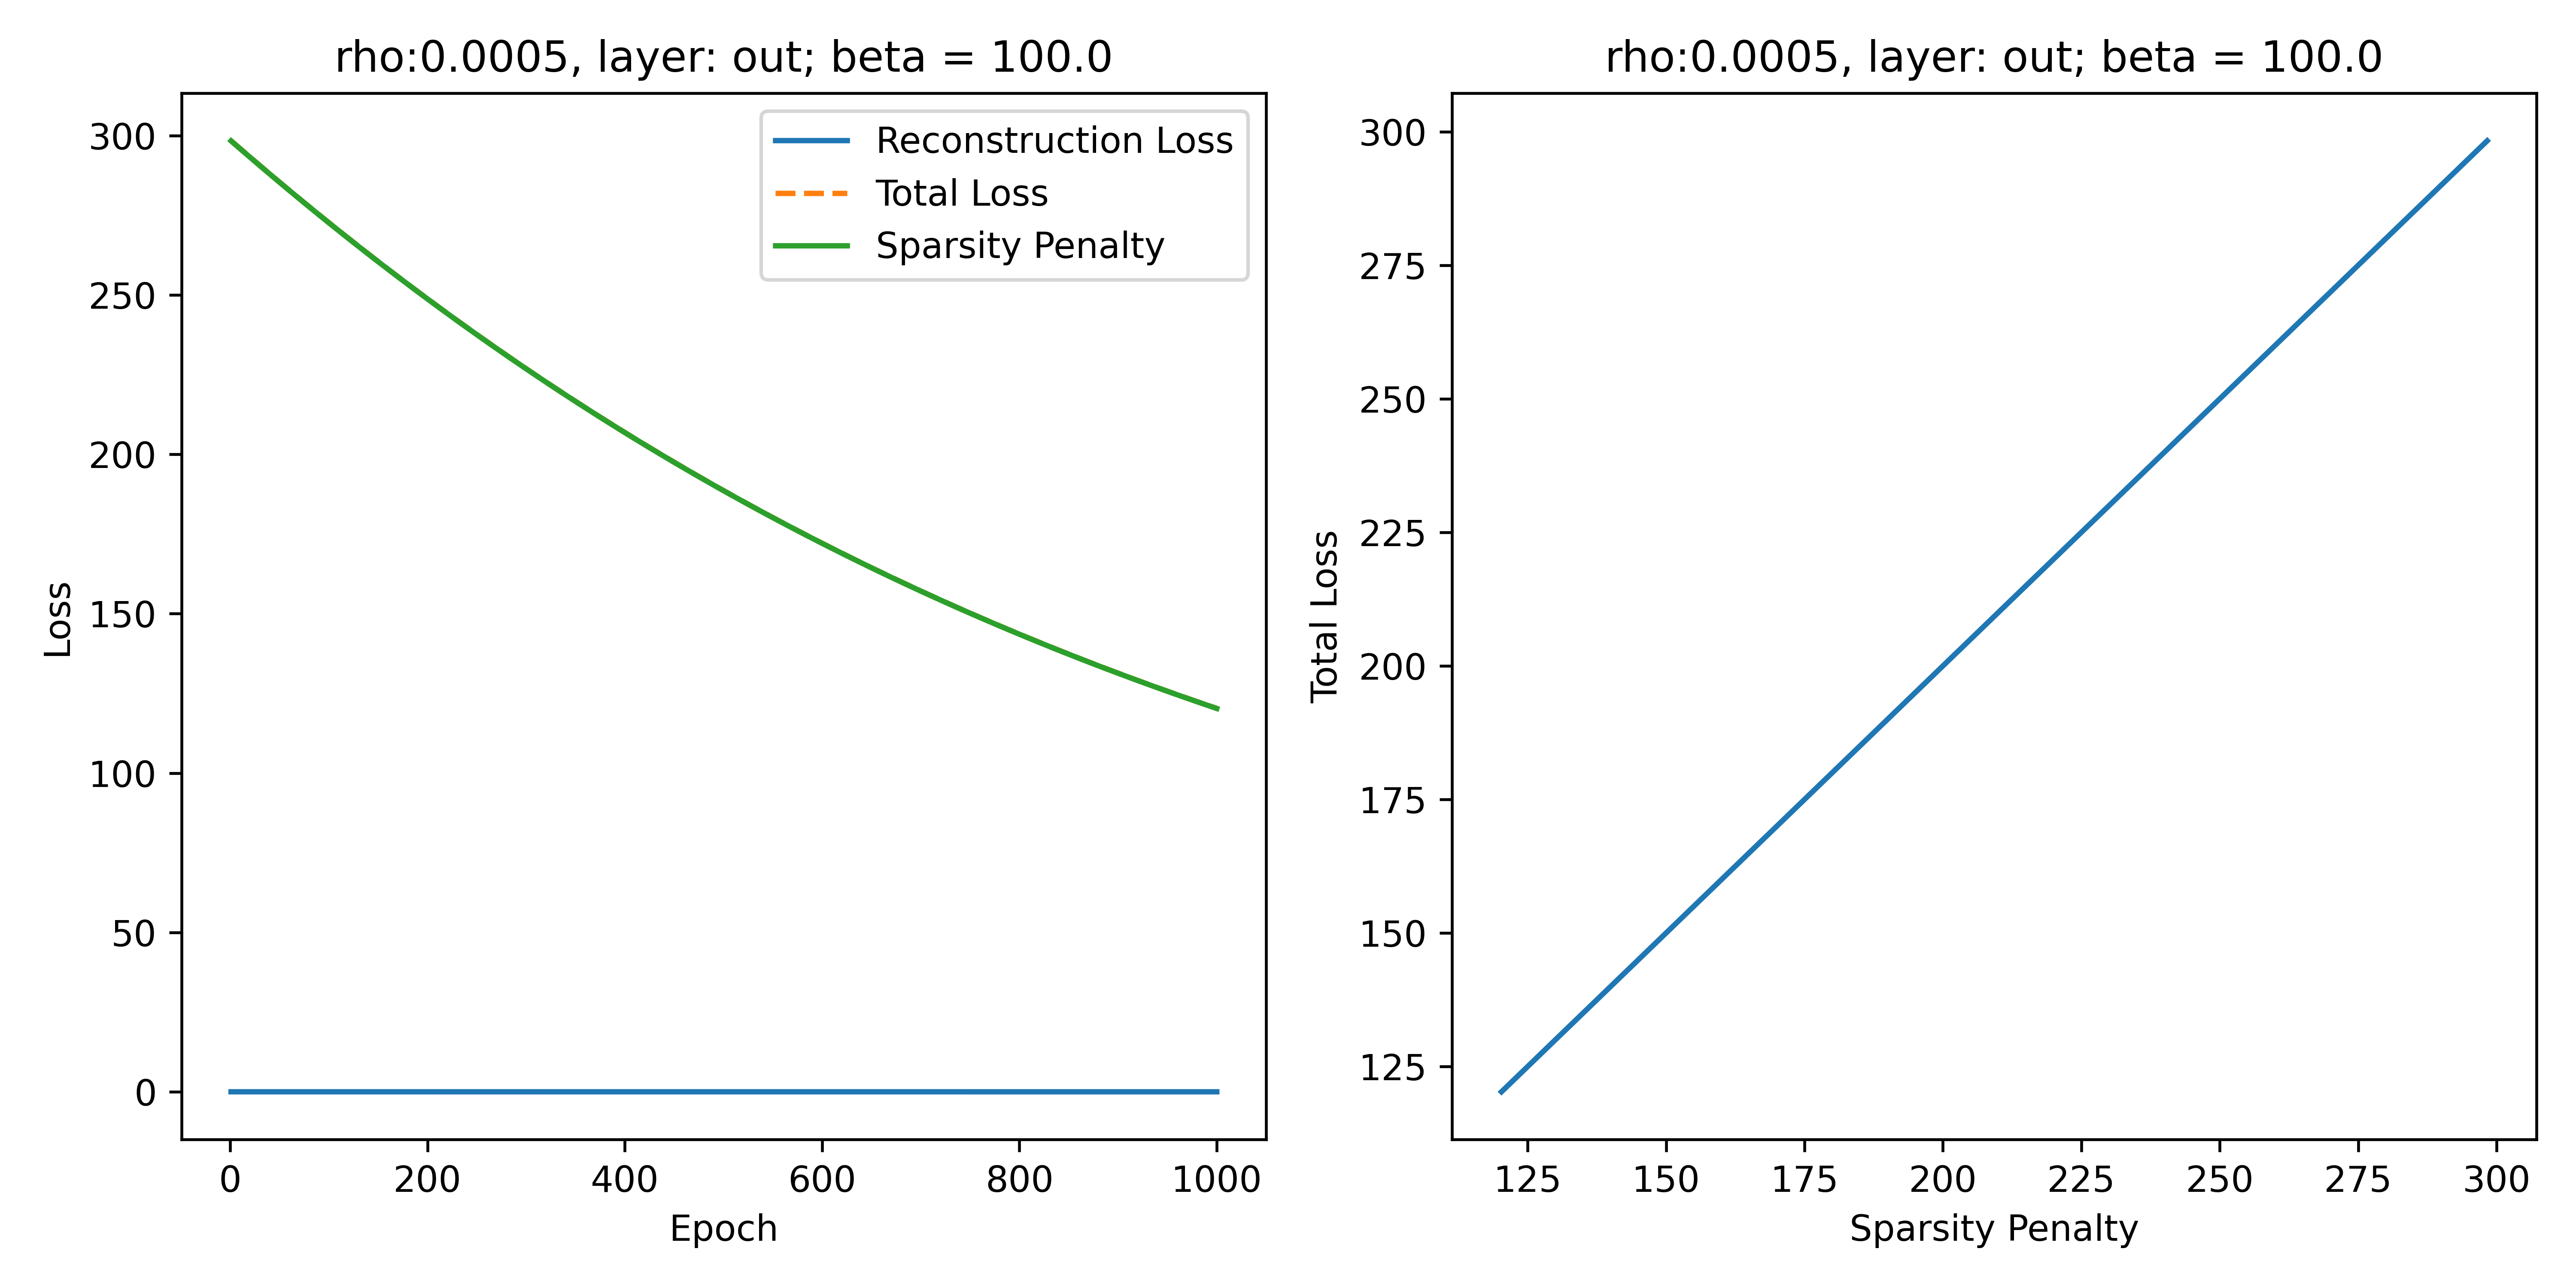 rho:0.0005, layer: out; beta = 100.0
Reconstruction Loss
Total Loss
Sparsity Penalty
300
250
200
150
100
50
0
Loss
0 200 400 600 800 1000
Epoch
rho:0.0005, layer: out; beta = 100.0
300
275
250
225
200
175
150
125
Total Loss
125 150 175 200 225 250 275 300
Sparsity Penalty